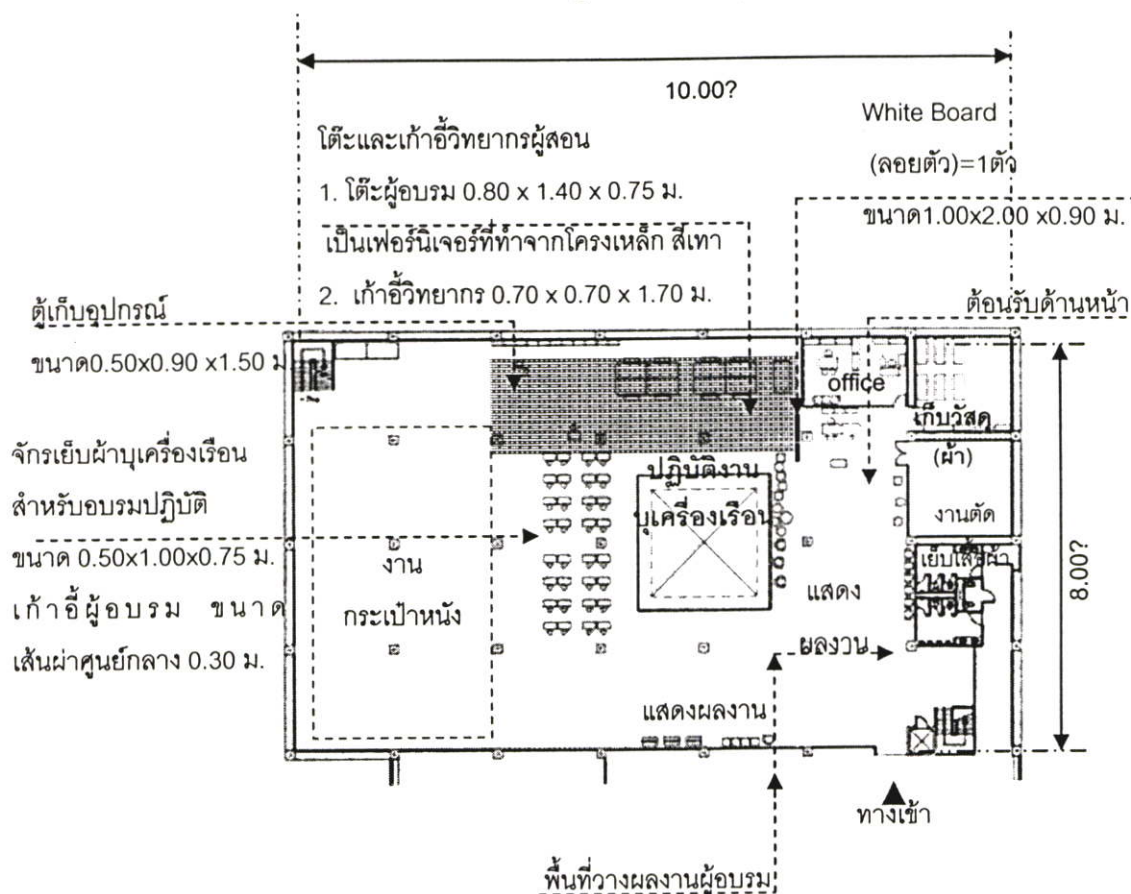 10.00?
White Board
(ลอยตัว)=1ตัว
ขนาด1.00x2.00 x0.90 ม.
โต๊ะและเก้าอี้วิทยากรผู้สอน
1. โต๊ะผู้อบรม 0.80 x 1.40 x 0.75 ม.
เป็นเฟอร์นิเจอร์ที่ทำจากโครงเหล็ก สีเทา
2. เก้าอี้วิทยากร 0.70 x 0.70 x 1.70 ม.
ต้อนรับด้านหน้า
ตู้เก็บอุปกรณ์
ขนาด0.50x0.90 x1.50 ม
จักรเย็บผ้าบุเครื่องเรือน
สำหรับอบรมปฏิบัติ
ขนาด 0.50x1.00x0.75 ม.
เก้าอี้ผู้อบรม ขนาด
เส้นผ่าศูนย์กลาง 0.30 ม.
office
เก็บวัสดุ
(ผ้า)
งานตัด
เย็บเสื้อผ้า
ปฏิบัติงาน
บุเครื่องเรือน
งาน
กระเป๋าหนัง
แสดง
ผลงาน
แสดงผลงาน
8.00?
ทางเข้า
พื้นที่วางผลงานผู้อบรม